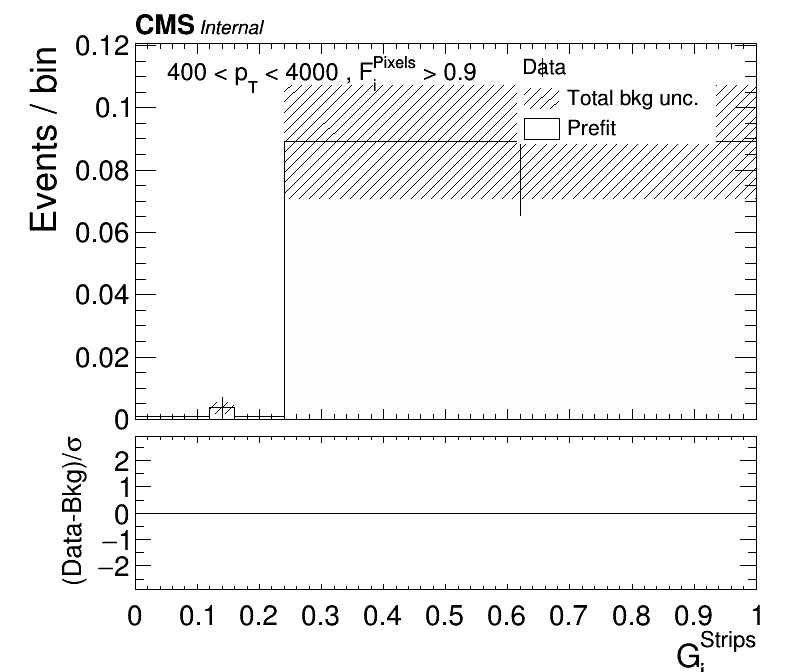 CMS Internal
400 < p_T < 4000 , F_i^Pixels > 0.9
Data
Total bkg unc.
Prefit
Events / bin
0.12
0.1
0.08
0.06
0.04
0.02
0
(Data-Bkg)/σ
2
1
0
−1
−2
0 0.1 0.2 0.3 0.4 0.5 0.6 0.7 0.8 0.9 1
G_i^Strips